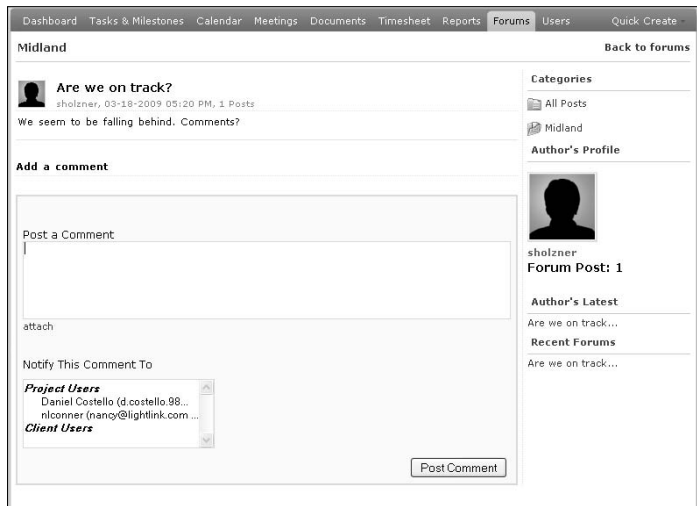 Dashboard Tasks & Milestones Calendar Meetings Documents Timesheet Reports Forums Users Quick Create
Midland
Back to forums
Are we on track?
sholzner, 03-18-2009 05:20 PM, 1 Posts
We seem to be falling behind. Comments?
Add a comment
Post a Comment
attach
Notify This Comment To
Project Users
Daniel Costello (d.costello.98...
nlconner (nancy@lightlink.com ...
Client Users
Post Comment
Categories
All Posts
Midland
Author's Profile
sholzner
Forum Post: 1
Author's Latest
Are we on track...
Recent Forums
Are we on track...